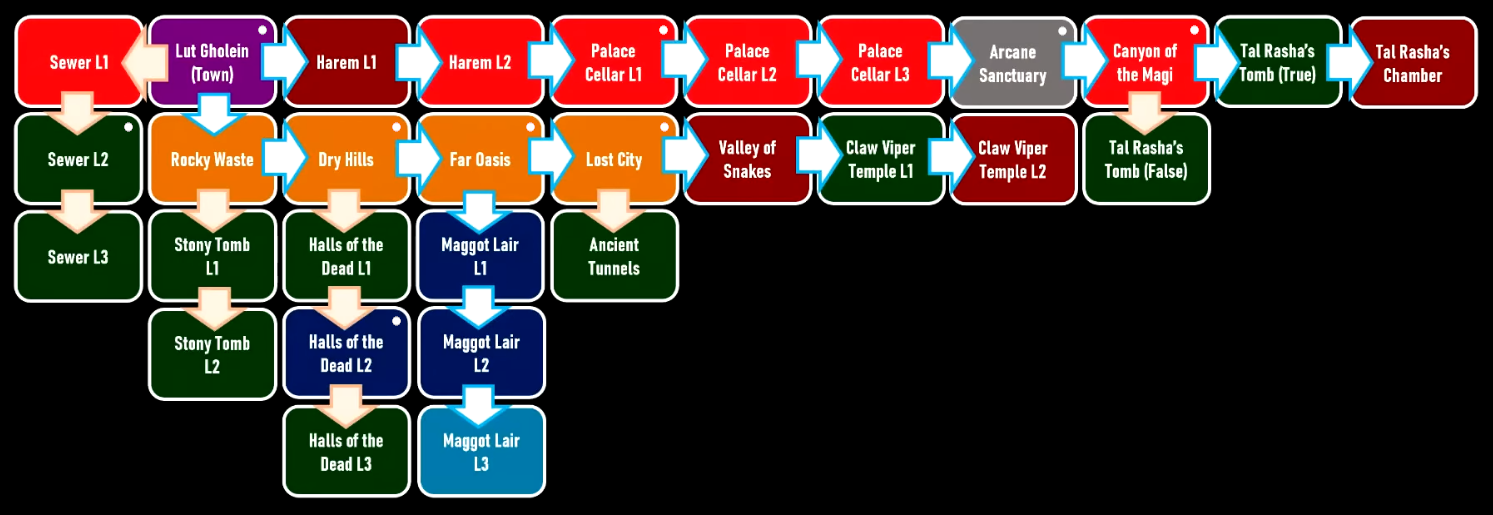 Sewer L1
Lut Gholein
(Town)
Harem L1
Harem L2
Palace
Cellar L1
Palace
Cellar L2
Palace
Cellar L3
Arcane
Sanctuary
Canyon of
the Magi
Tal Rasha's
Tomb (True)
Tal Rasha's
Chamber
Sewer L2
Rocky Waste
Dry Hills
Far Oasis
Lost City
Valley of
Snakes
Claw Viper
Temple L1
Claw Viper
Temple L2
Tal Rasha's
Tomb (False)
Sewer L3
Stony Tomb
L1
Halls of the
Dead L1
Maggot Lair
L1
Ancient
Tunnels
Stony Tomb
L2
Halls of the
Dead L2
Maggot Lair
L2
Halls of the
Dead L3
Maggot Lair
L3